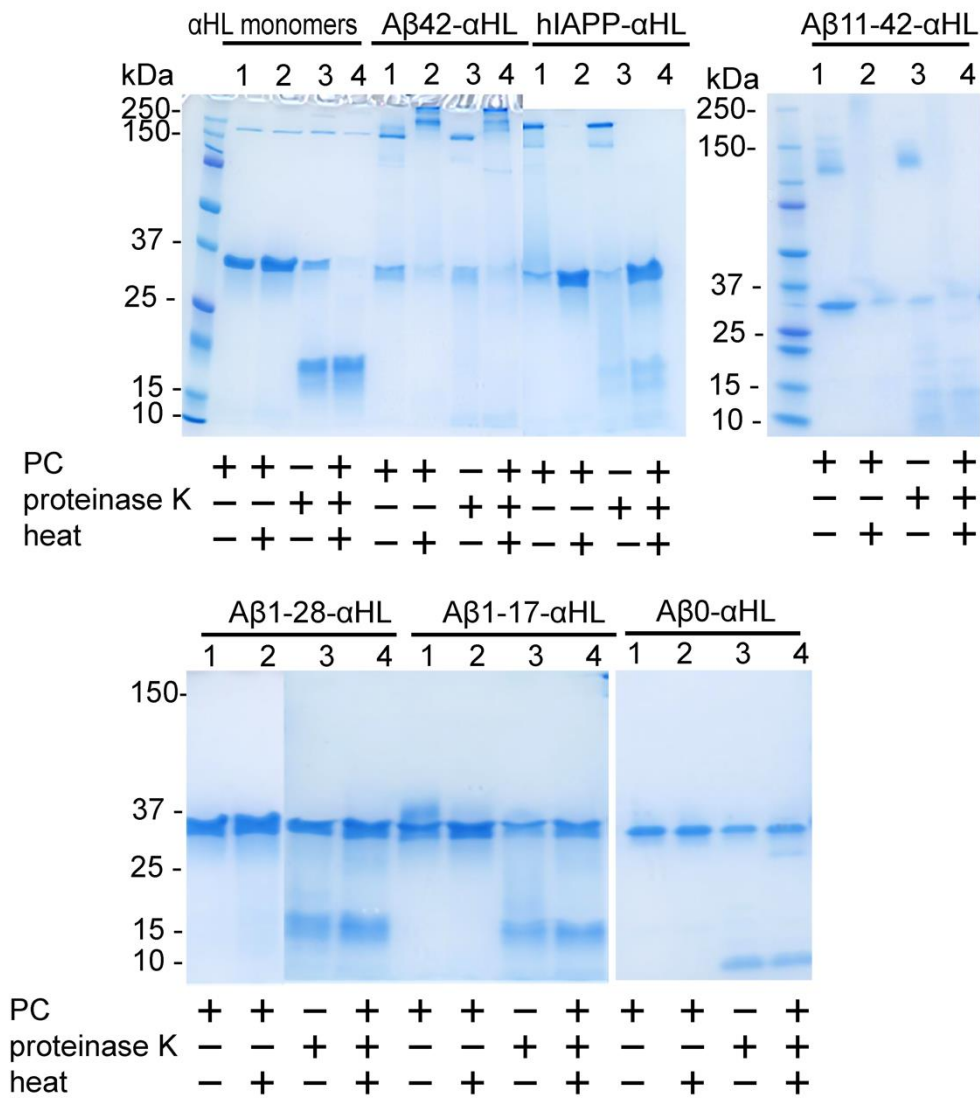 αHL monomers Aβ42-αHL hIAPP-αHL Aβ11-42-αHL
kDa 1 2 3 4 1 2 3 4 1 2 3 4 kDa 1 2 3 4
250- 250-
150- 150-
37 - 37 -
25 - 25 -
15 - 15 -
10 - 10 -
PC + + − + + + − + + + − + + + − +
proteinase K − − + + − − + + − − + + − − + +
heat − + − + − + − + − + − + − + − +
Aβ1-28-αHL Aβ1-17-αHL Aβ0-αHL
1 2 3 4 1 2 3 4 1 2 3 4
150-
37 -
25 -
15 -
10 -
PC + + − + + + − + + + − +
proteinase K − − + + − − + + − − + +
heat − + − + − + − + − + − +